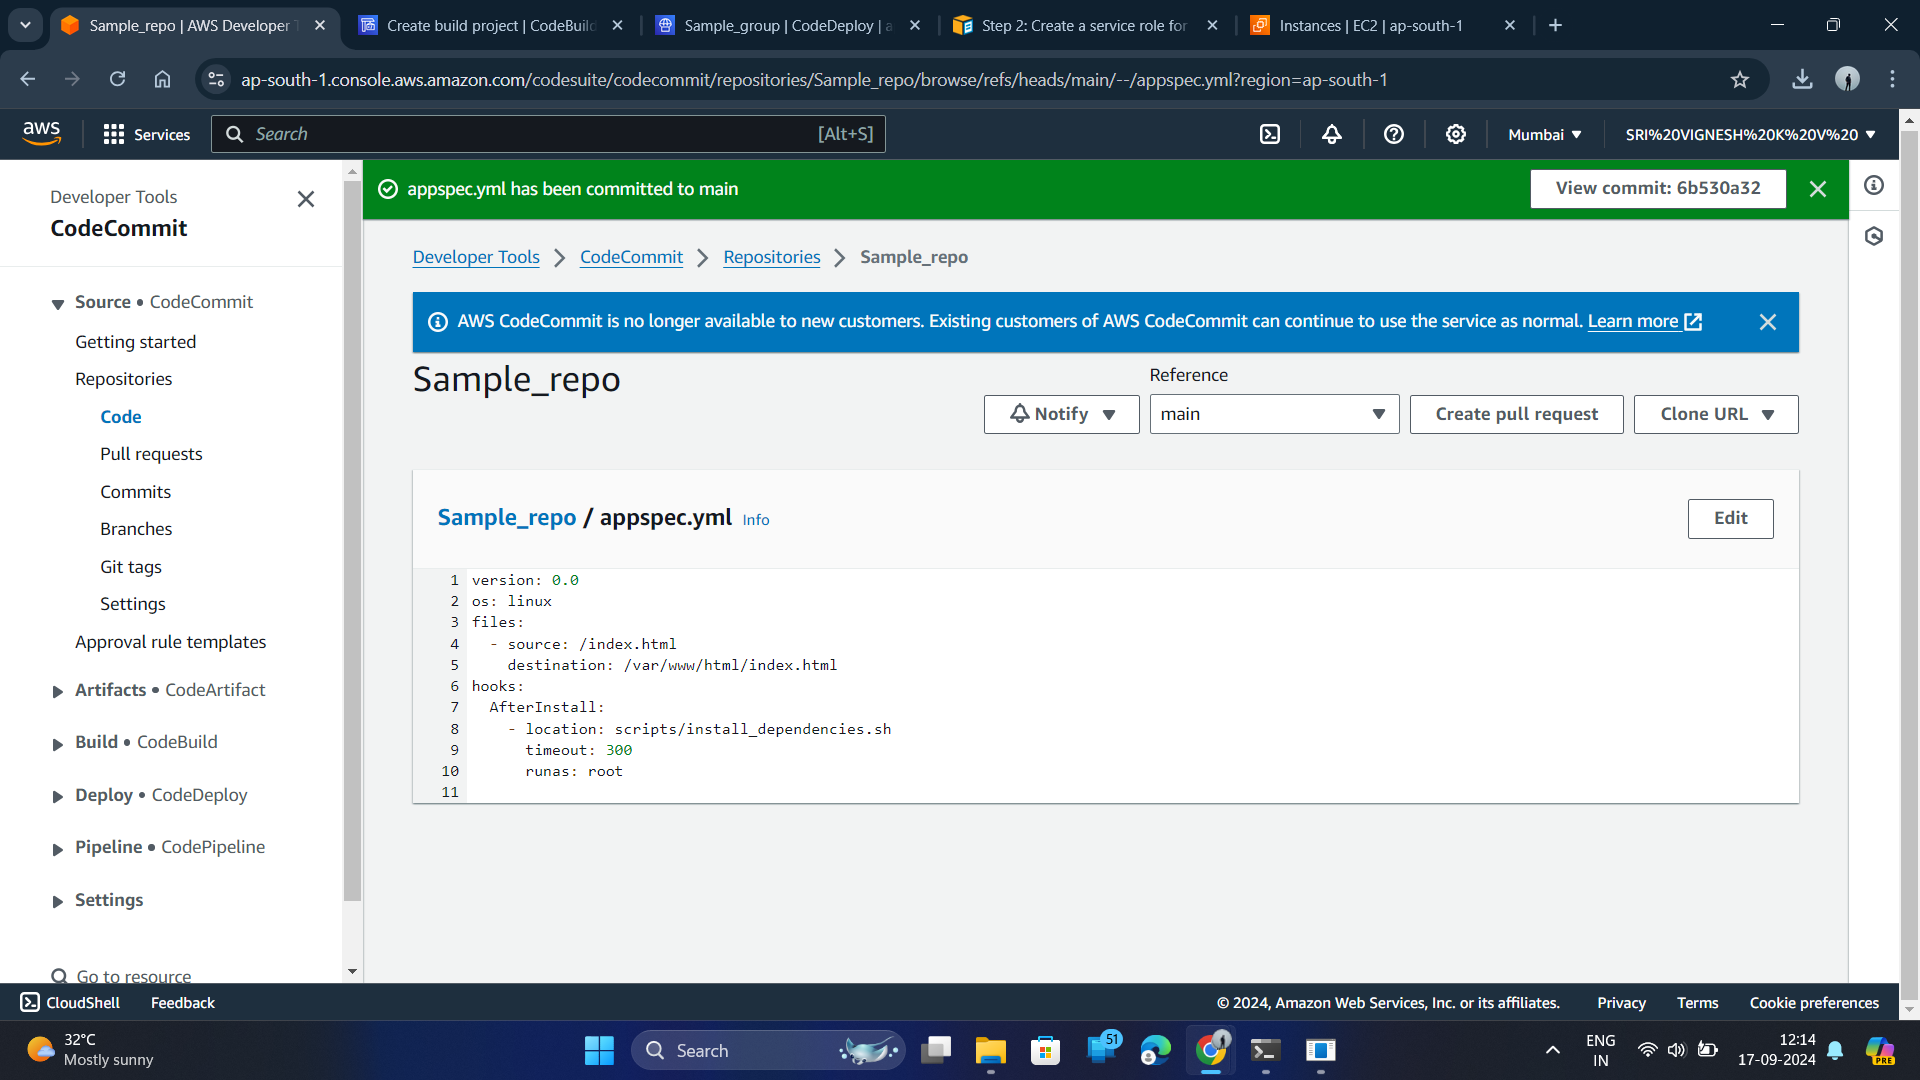 Sample_repo | AWS Developer T
Create build project | CodeBuild
Sample_group | CodeDeploy | a
Step 2: Create a service role for
Instances | EC2 | ap-south-1
ap-south-1.console.aws.amazon.com/codesuite/codecommit/repositories/Sample_repo/browse/refs/heads/main/--/appspec.yml?region=ap-south-1
aws
Services
Search
[Alt+S]
Mumbai
SRI%20VIGNESH%20K%20V%20
Developer Tools
CodeCommit
Source • CodeCommit
Getting started
Repositories
Code
Pull requests
Commits
Branches
Git tags
Settings
Approval rule templates
Artifacts • CodeArtifact
Build • CodeBuild
Deploy • CodeDeploy
Pipeline • CodePipeline
Settings
Go to resource
appspec.yml has been committed to main
View commit: 6b530a32
Developer Tools
CodeCommit
Repositories
Sample_repo
AWS CodeCommit is no longer available to new customers. Existing customers of AWS CodeCommit can continue to use the service as normal. Learn more
Sample_repo
Reference
Notify
main
Create pull request
Clone URL
Sample_repo / appspec.yml Info
Edit
1 version: 0.0
2 os: linux
3 files:
4   - source: /index.html
5     destination: /var/www/html/index.html
6 hooks:
7   AfterInstall:
8     - location: scripts/install_dependencies.sh
9       timeout: 300
10       runas: root
11
CloudShell
Feedback
© 2024, Amazon Web Services, Inc. or its affiliates.
Privacy
Terms
Cookie preferences
32°C
Mostly sunny
Search
51
ENG
IN
12:14
17-09-2024
PRE